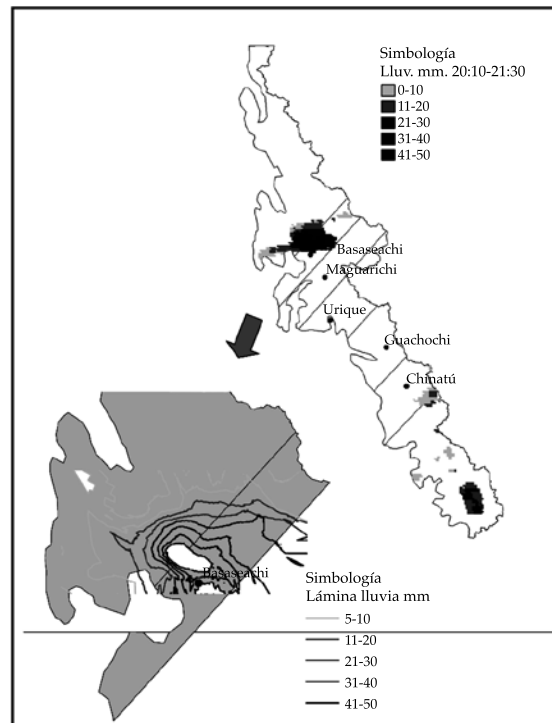 Simbología
Lluv. mm. 20:10-21:30
0-10
11-20
21-30
31-40
41-50
Basaseachi
Maguarichi
Urique
Guachochi
Chinatú
Basaseachi
Simbología
Lámina lluvia mm
5-10
11-20
21-30
31-40
41-50